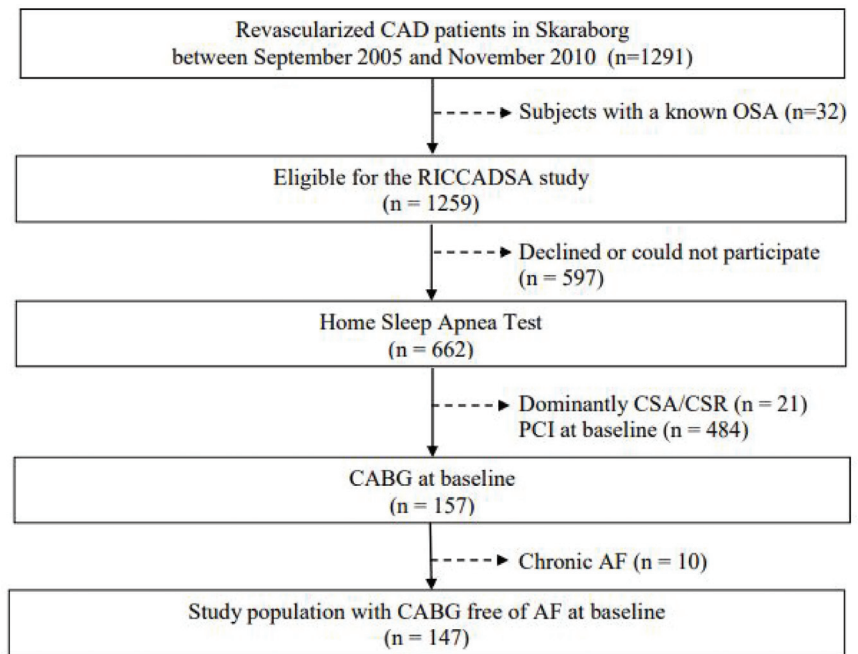 Revascularized CAD patients in Skaraborg
between September 2005 and November 2010 (n=1291)
Subjects with a known OSA (n=32)
Eligible for the RICCADSA study
(n = 1259)
Declined or could not participate
(n = 597)
Home Sleep Apnea Test
(n = 662)
Dominantly CSA/CSR (n = 21)
PCI at baseline (n = 484)
CABG at baseline
(n = 157)
Chronic AF (n = 10)
Study population with CABG free of AF at baseline
(n = 147)